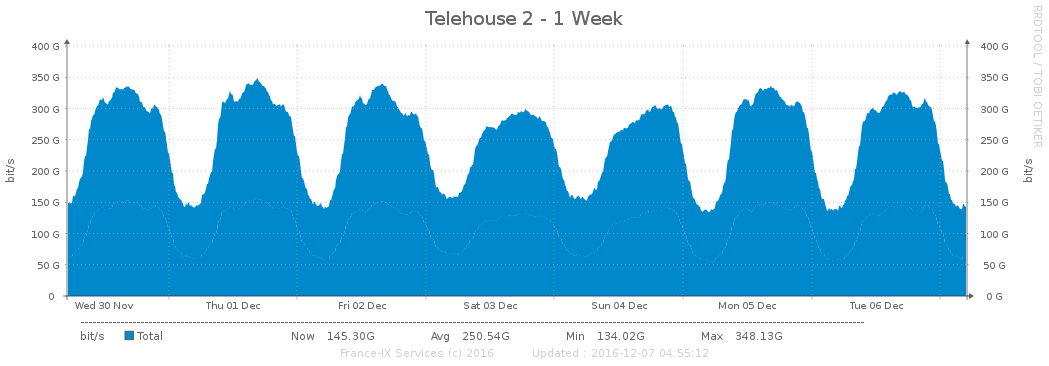 Telehouse 2 - 1 Week
RRDTOOL / TOBI OETIKER
400 G 400 G
350 G 350 G
300 G 300 G
250 G 250 G
200 G 200 G
150 G 150 G
100 G 100 G
50 G 50 G
0 0 G
bit/s
bit/s
Wed 30 Nov Thu 01 Dec Fri 02 Dec Sat 03 Dec Sun 04 Dec Mon 05 Dec Tue 06 Dec
bit/s Total Now 145.30G Avg 250.54G Min 134.02G Max 348.13G
France-IX Services (c) 2016 Updated : 2016-12-07 04:55:12